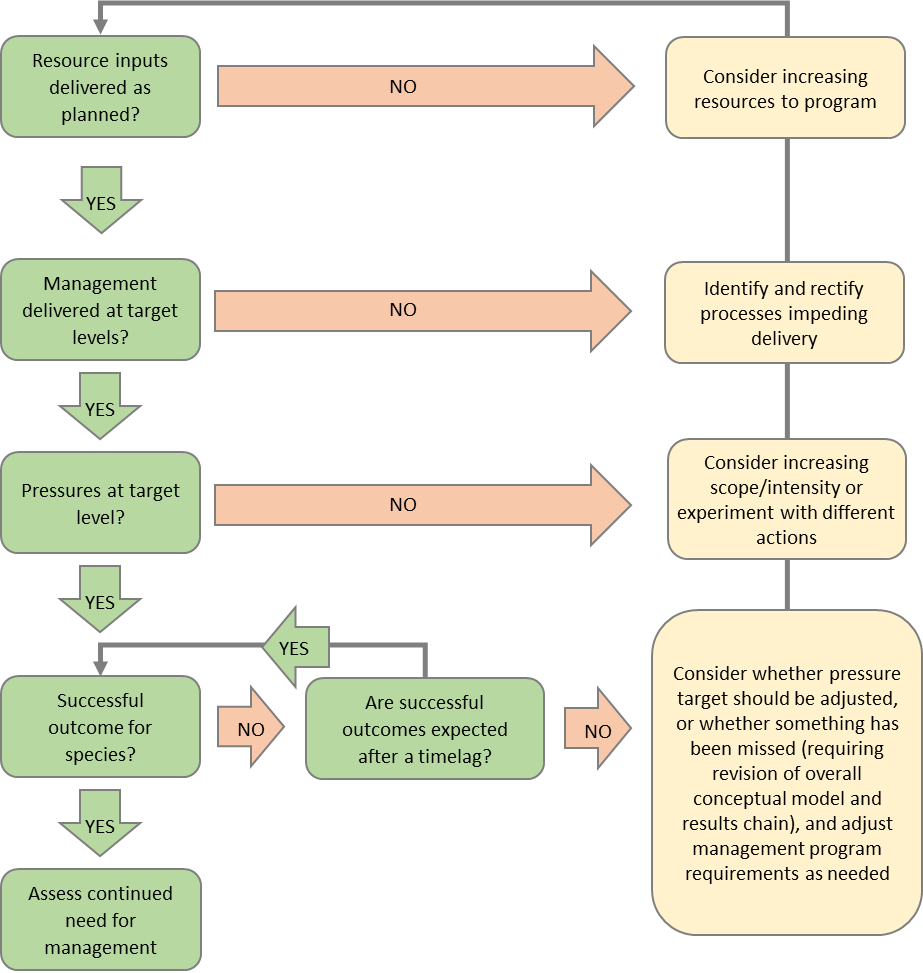 Resource inputs
delivered as
planned?
NO
Consider increasing
resources to program
YES
Management
delivered at target
levels?
NO
Identify and rectify
processes impeding
delivery
YES
Pressures at target
level?
NO
Consider increasing
scope/intensity or
experiment with different
actions
YES
YES
Successful
outcome for
species?
NO
Are successful
outcomes expected
after a timelag?
NO
Consider whether pressure
target should be adjusted,
or whether something has
been missed (requiring
revision of overall
conceptual model and
results chain), and adjust
management program
requirements as needed
YES
Assess continued
need for
management